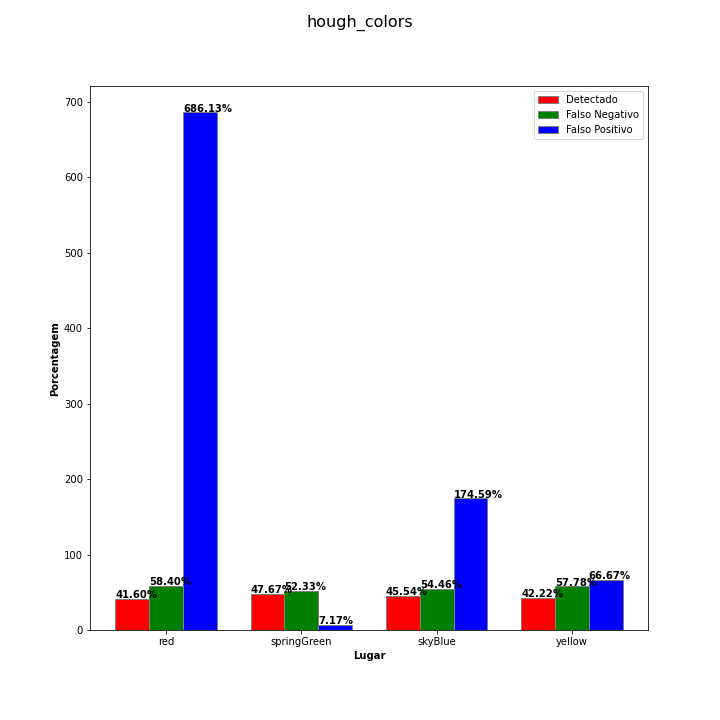 hough_colors
Detectado
Falso Negativo
Falso Positivo
Porcentagem
700
600
500
400
300
200
100
0
686.13%
174.59%
41.60%
58.40%
47.67%
52.33%
7.17%
45.54%
54.46%
42.22%
57.78%
66.67%
red
springGreen
skyBlue
yellow
Lugar